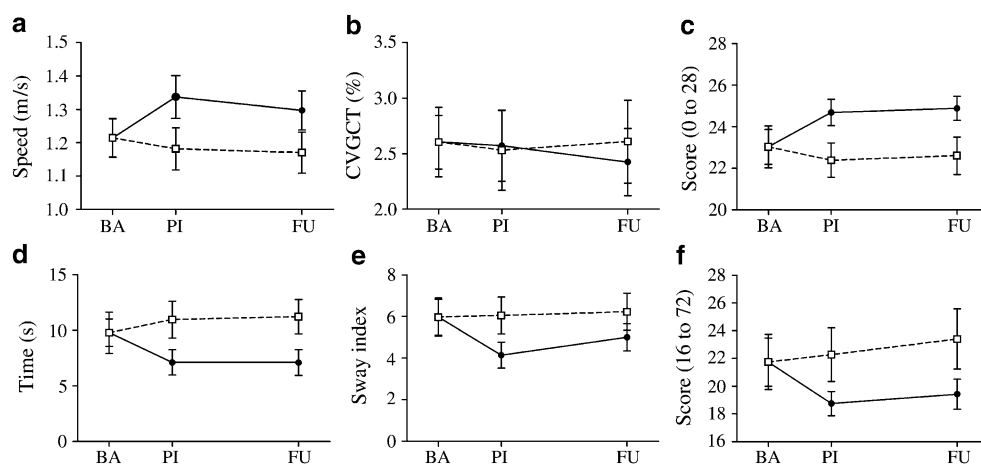 a
Speed (m/s)
1.5
1.4
1.3
1.2
1.1
1.0
BA PI FU
b
CVGCT (%)
3.5
3.0
2.5
2.0
BA PI FU
c
Score (0 to 28)
28
26
24
22
20
BA PI FU
d
Time (s)
15
10
5
0
BA PI FU
e
Sway index
8
6
4
2
0
BA PI FU
f
Score (16 to 72)
28
26
24
22
20
18
16
BA PI FU